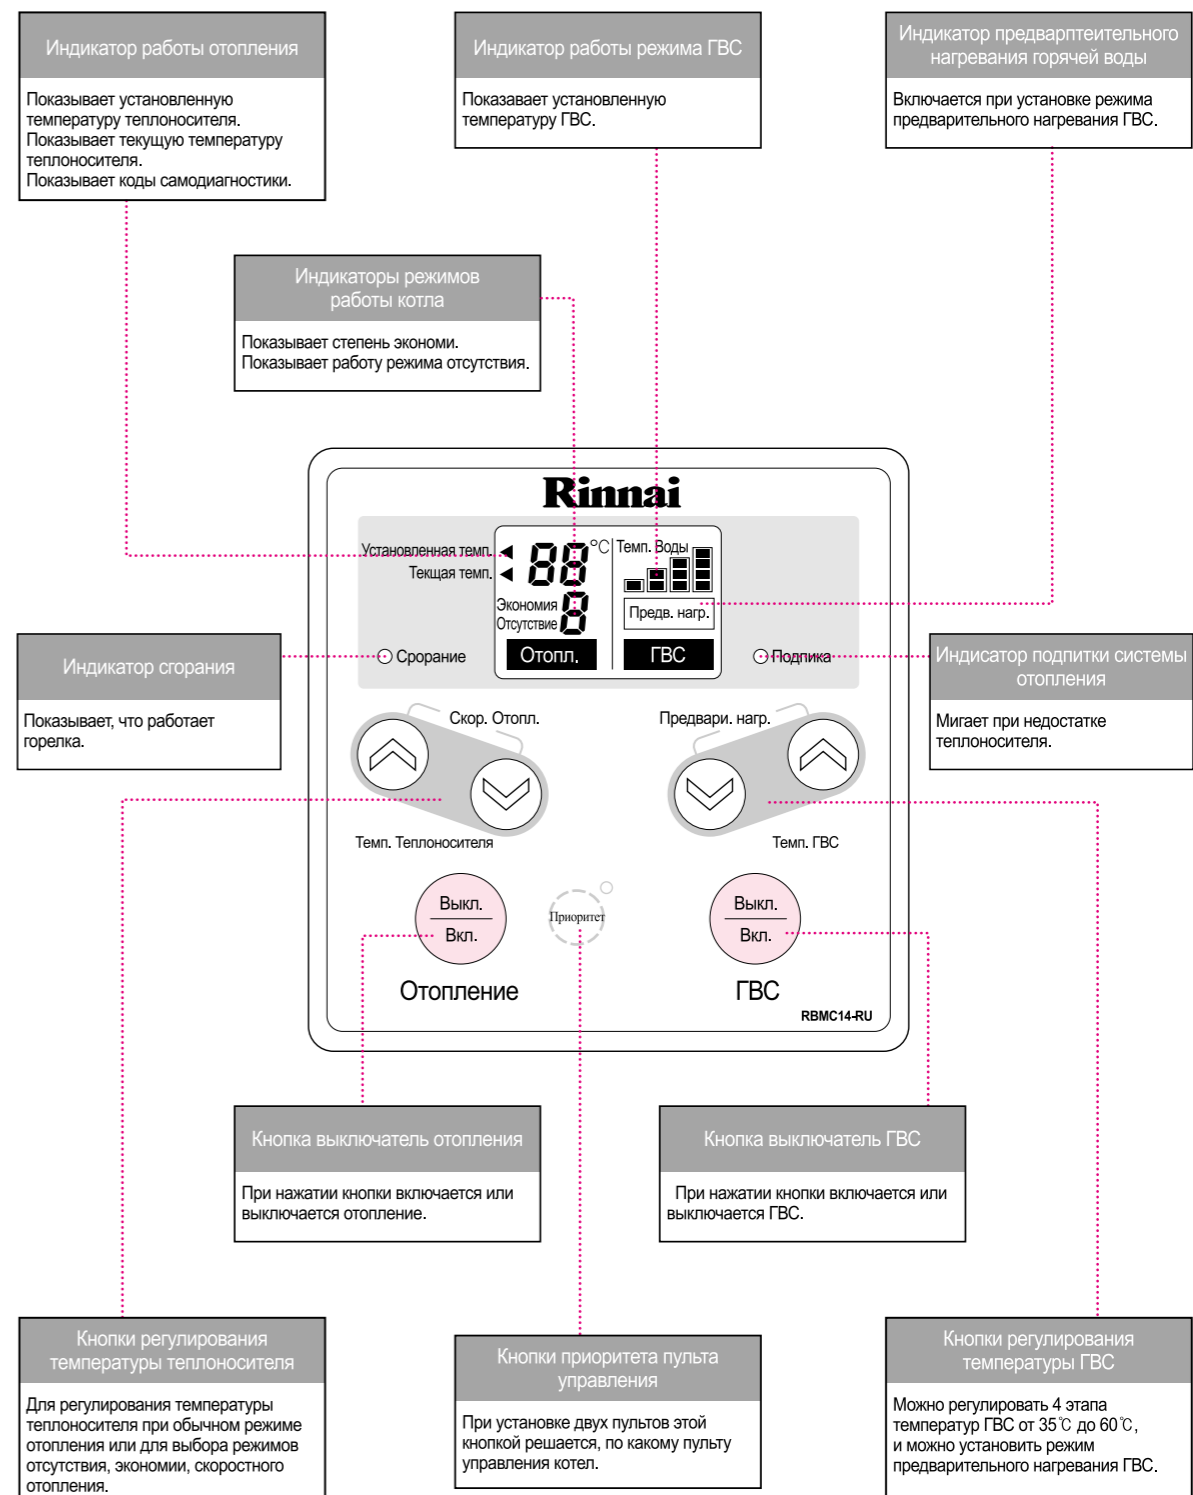 Индикатор работы отопления
Показывает установленную
температуру теплоносителя.
Показывает текущую температуру
теплоносителя.
Показывает коды самодиагностики.
Индикатор работы режима ГВС
Показавает установленную
температуру ГВС.
Индикатор предварптеительного
нагревания горячей воды
Включается при установке режима
предварительного нагревания ГВС.
Индикаторы режимов
работы котла
Показывает степень экономи.
Показывает работу режима отсутствия.
Rinnai
Установленная темп.
Текщая темп.
88°C
Темп. Воды
Экономия
Отсутствие
8
Предв. нагр.
Срорание
Отопл.
ГВС
Подпика
Индикатор сгорания
Показывает, что работает
горелка.
Индисатор подпитки системы
отопления
Мигает при недостатке
теплоносителя.
Скор. Отопл.
Предвари. нагр.
Темп. Теплоносителя
Темп. ГВС
Выкл.
Вкл.
Приоритет
Выкл.
Вкл.
Отопление
ГВС
RBMC14-RU
Кнопка выключатель отопления
При нажатии кнопки включается или
выключается отопление.
Кнопка выключатель ГВС
При нажатии кнопки включается или
выключается ГВС.
Кнопки регулирования
температуры теплоносителя
Для регулирования температуры
теплоносителя при обычном режиме
отопления или для выбора режимов
отсутствия, экономии, скоростного
отопления.
Кнопки приоритета пульта
управления
При установке двух пультов этой
кнопкой решается, по какому пульту
управления котел.
Кнопки регулирования
температуры ГВС
Можно регулировать 4 этапа
температур ГВС от 35℃ до 60℃,
и можно установить режим
предварительного нагревания ГВС.